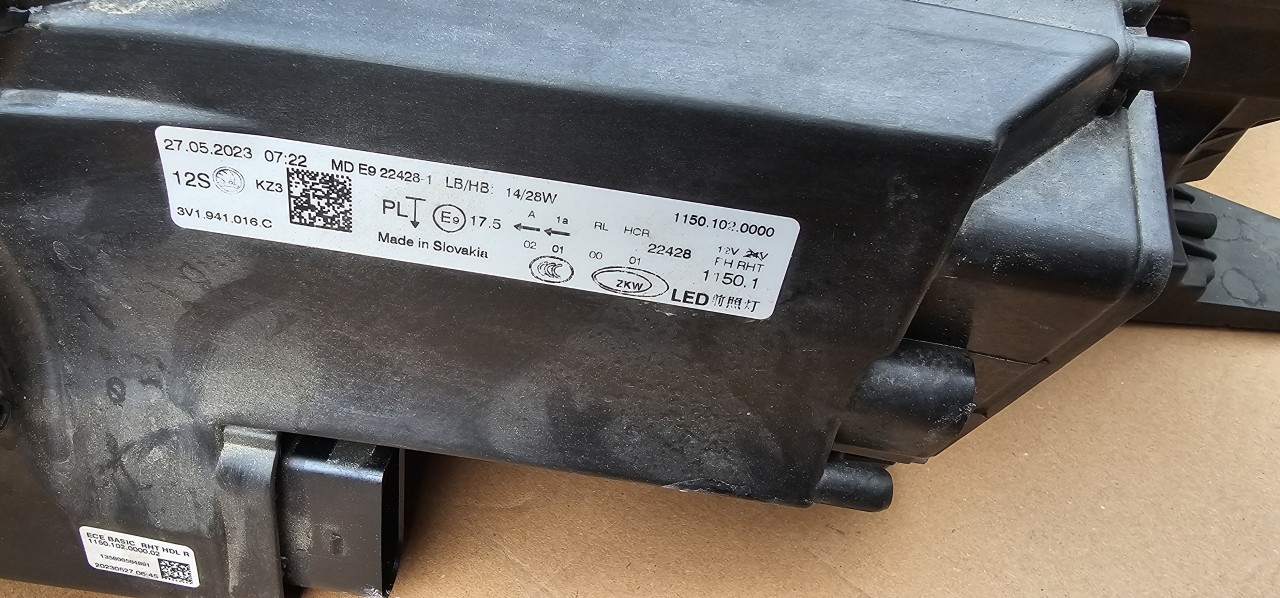 27.05.2023 07:22 MD E9 22428-1 LB/HB: 14/28W
12S KZ3
3V1.941.016.C
PL E9 17.5 A 1a RL HCR 1150.102.0000
02 01 00 01 22428 12V 24V
Made in Slovakia FH RHT
CCC ZKW 1150.1
LED 前照灯
ECE BASIC RHT HDL R
1150.102.0000.02
20230527 06:45